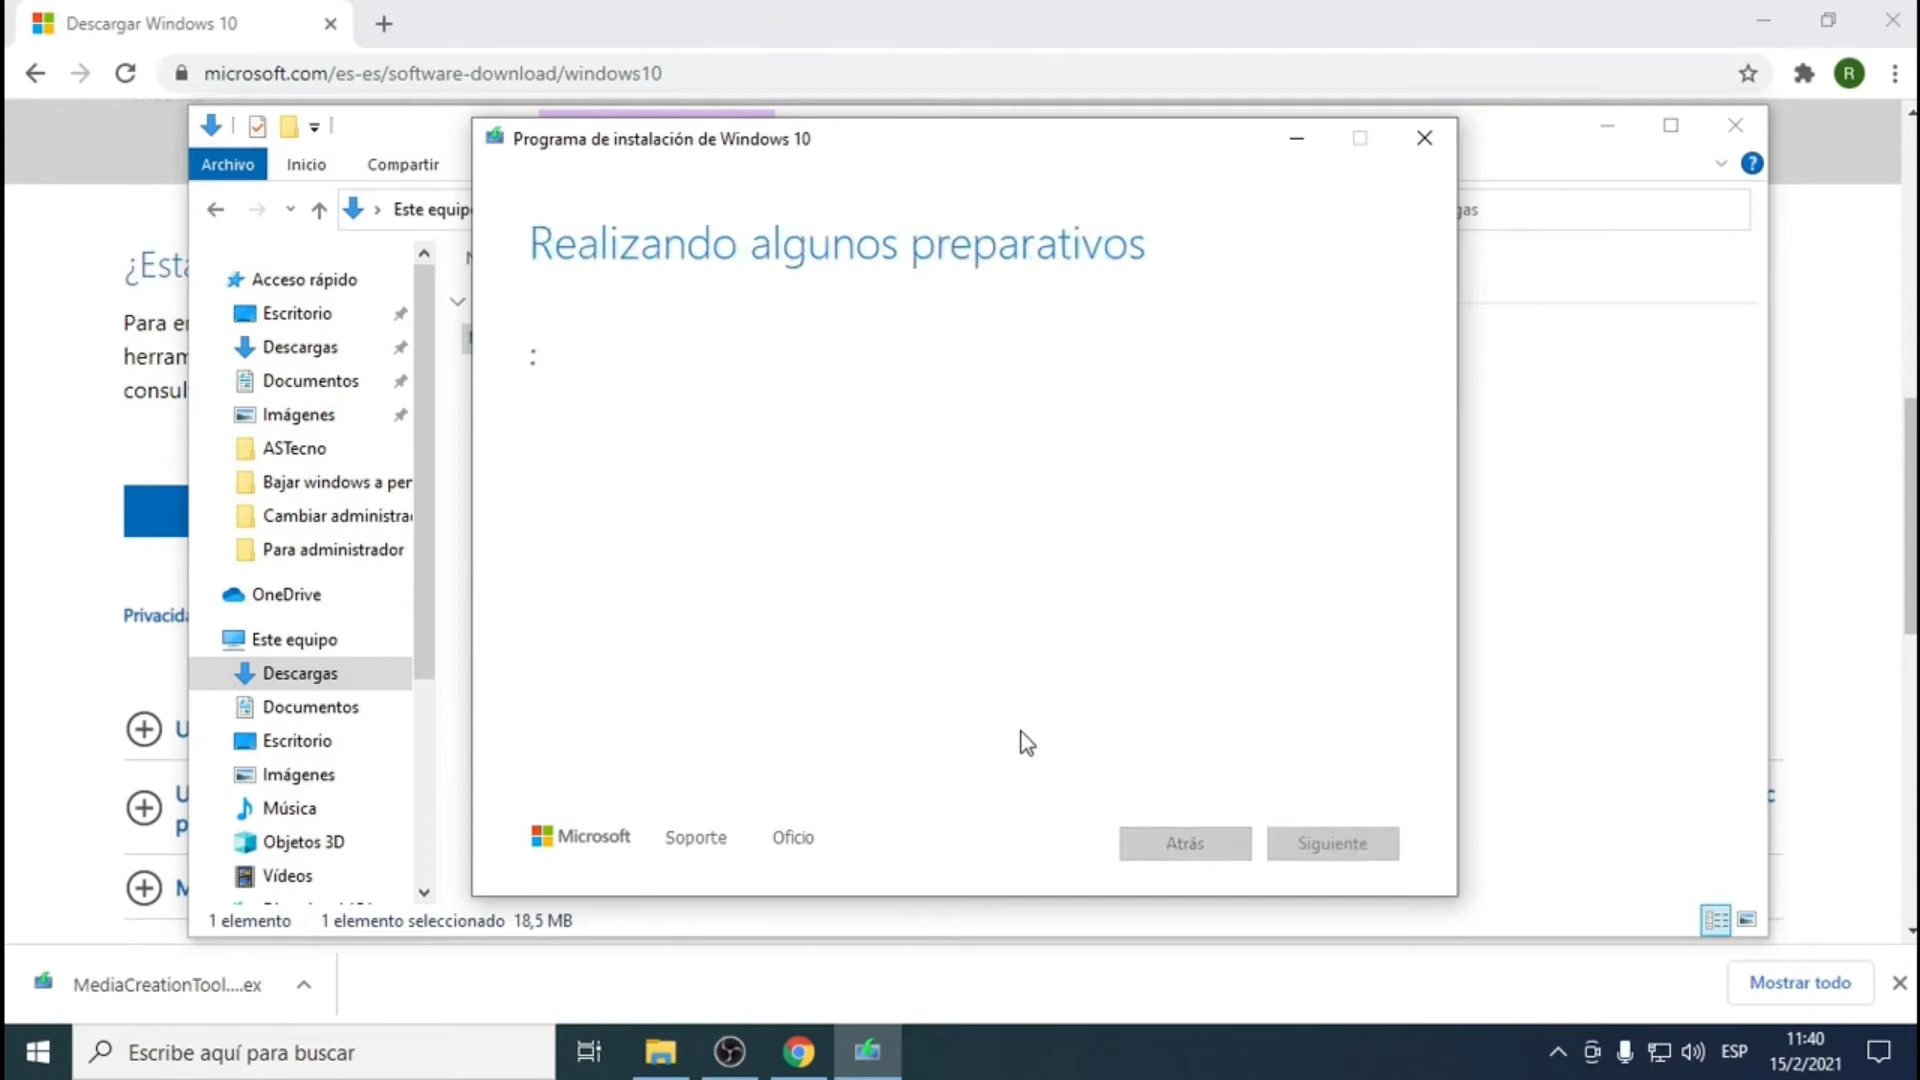 Descargar Windows 10
microsoft.com/es-es/software-download/windows10
R
Programa de instalación de Windows 10
Archivo
Inicio
Compartir
Este equip
gas
Realizando algunos preparativos
¿Esta
Para e
herram
consul
Privacida
Acceso rápido
Escritorio
Descargas
Documentos
Imágenes
ASTecno
Bajar windows a per
Cambiar administra
Para administrador
OneDrive
Este equipo
Descargas
Documentos
Escritorio
Imágenes
Música
Objetos 3D
Vídeos
U
U
p
M
Microsoft
Soporte
Oficio
Atrás
Siguiente
1 elemento
1 elemento seleccionado 18,5 MB
MediaCreationTool....ex
Mostrar todo
Escribe aquí para buscar
ESP
11:40
15/2/2021